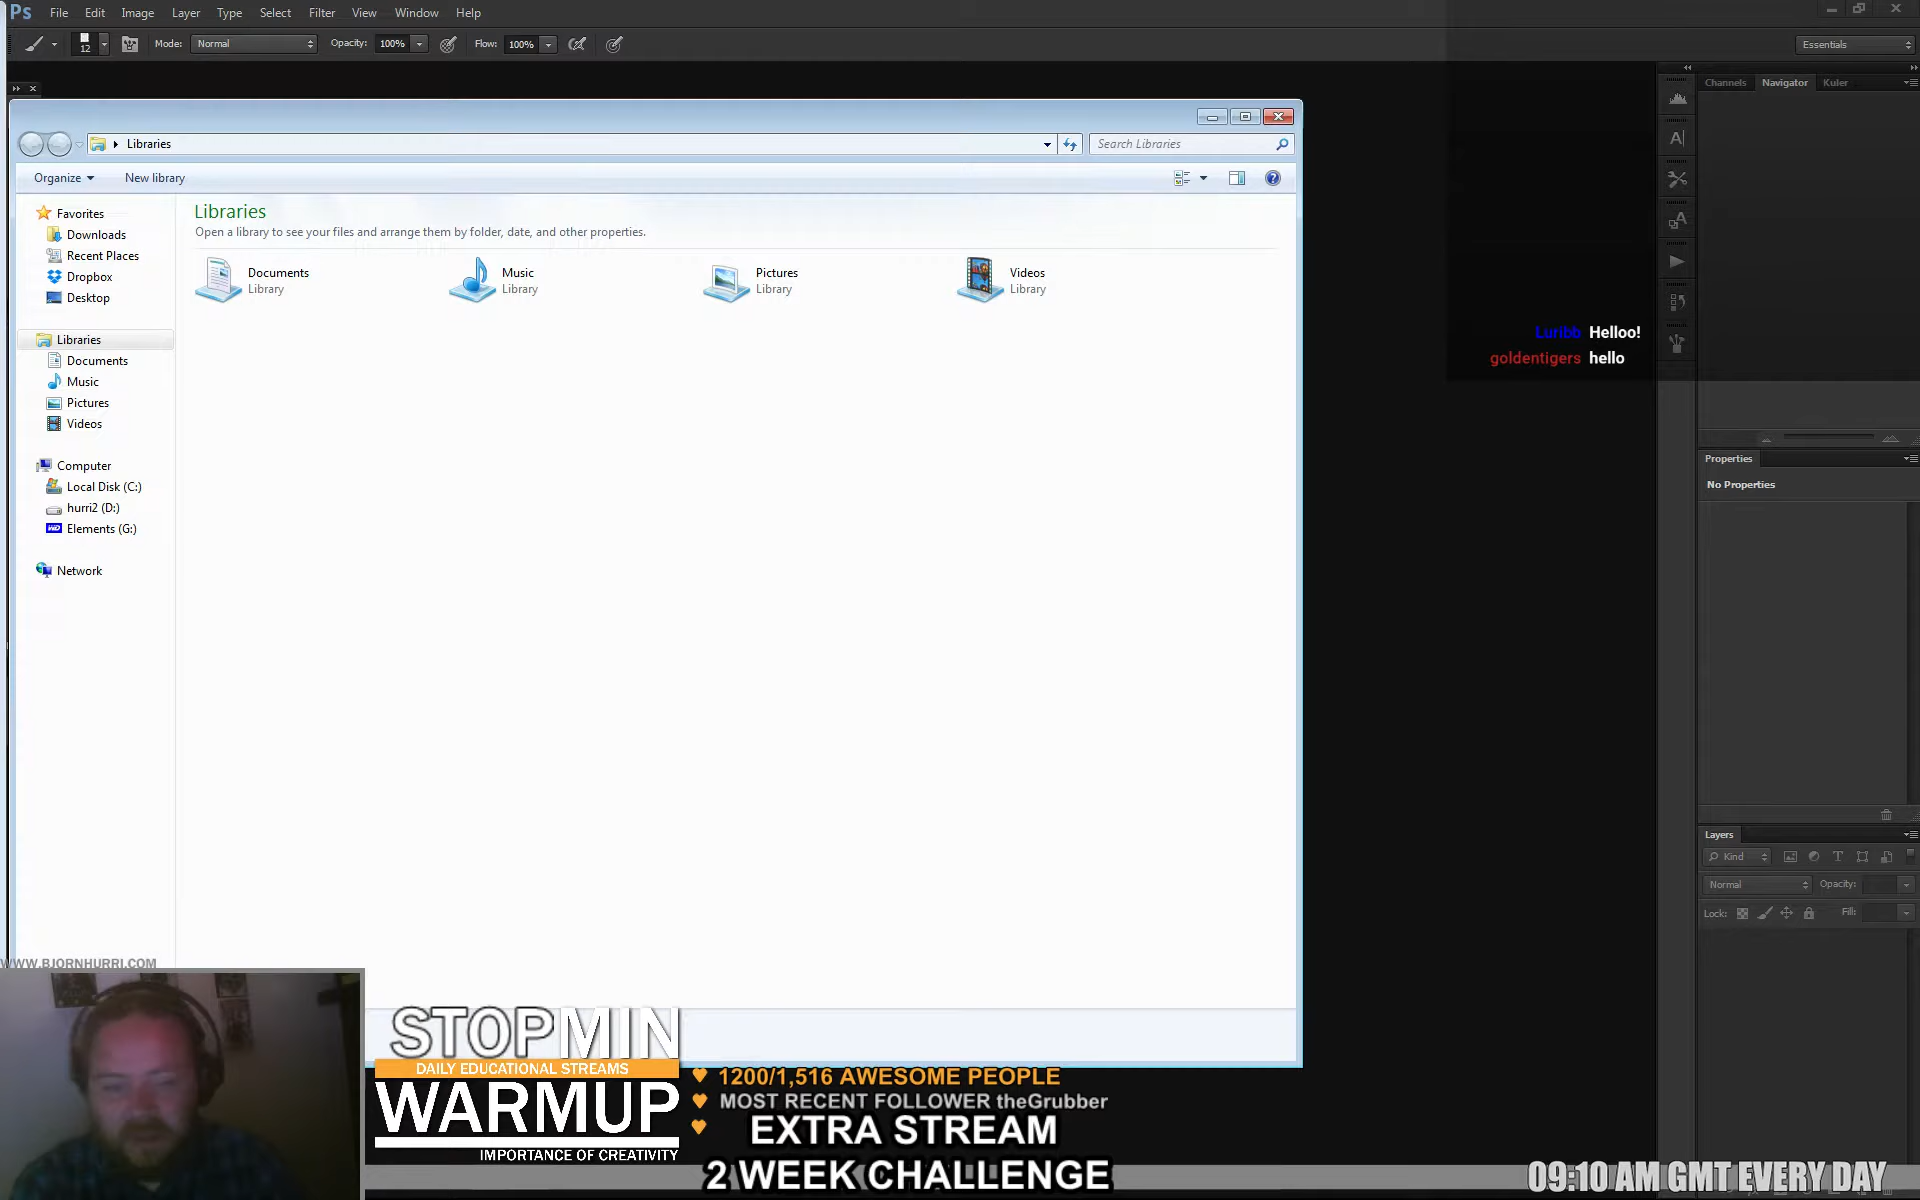 Ps File Edit Image Layer Type Select Filter View Window Help
12 Mode: Normal Opacity: 100% Flow: 100% Essentials
Channels Navigator Kuler
Libraries Search Libraries
Organize New library
Favorites
Downloads
Recent Places
Dropbox
Desktop
Libraries
Documents
Music
Pictures
Videos
Computer
Local Disk (C:)
hurri2 (D:)
Elements (G:)
Network
Libraries
Open a library to see your files and arrange them by folder, date, and other properties.
Documents
Library
Music
Library
Pictures
Library
Videos
Library
Luribb Helloo!
goldentigers hello
Properties
No Properties
Layers
Kind
Normal Opacity:
Lock: Fill:
WWW.BJORNHURRI.COM
STOPMIN
DAILY EDUCATIONAL STREAMS
WARMUP
IMPORTANCE OF CREATIVITY
1200/1,516 AWESOME PEOPLE
MOST RECENT FOLLOWER theGrubber
EXTRA STREAM
2 WEEK CHALLENGE
09:10 AM GMT EVERY DAY